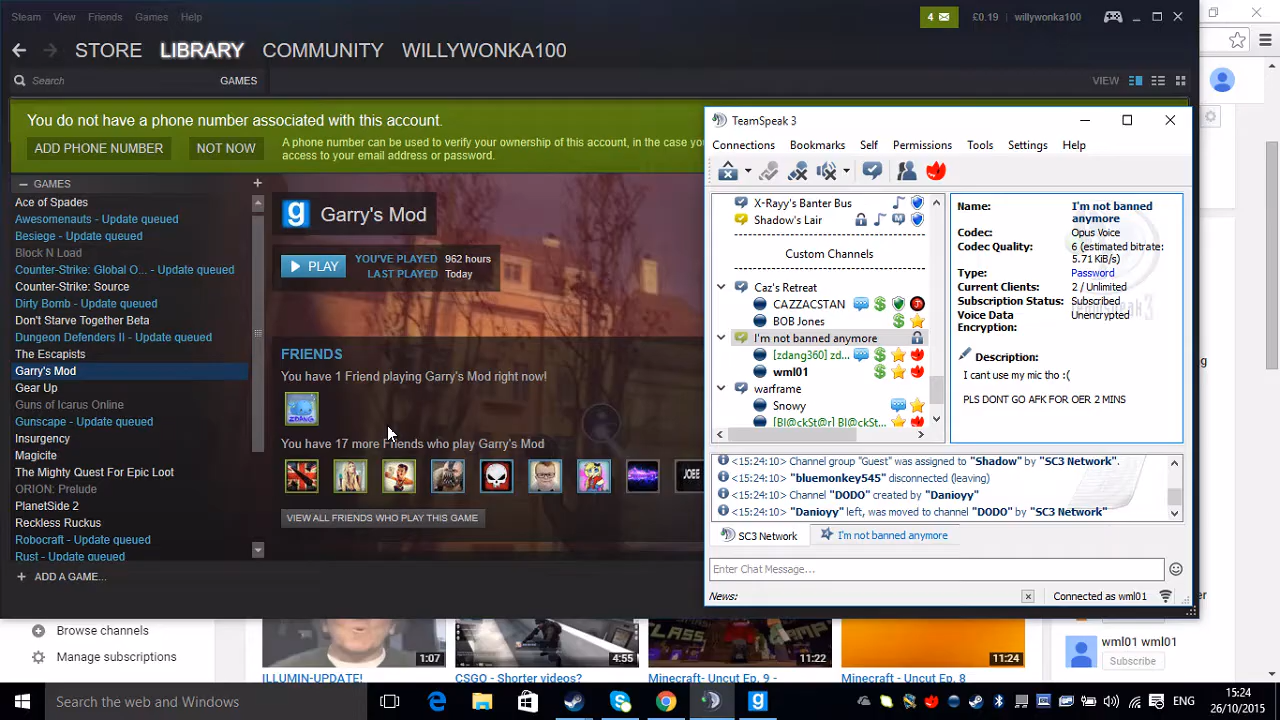 Steam View Friends Games Help
4 £0.19 willywonka100
STORE LIBRARY COMMUNITY WILLYWONKA100
Search GAMES
VIEW
You do not have a phone number associated with this account.
ADD PHONE NUMBER NOT NOW
A phone number can be used to verify your ownership of this account, in the case you
access to your email address or password.
GAMES
Ace of Spades
Awesomenauts - Update queued
Besiege - Update queued
Block N Load
Counter-Strike: Global O... - Update queued
Counter-Strike: Source
Dirty Bomb - Update queued
Don't Starve Together Beta
Dungeon Defenders II - Update queued
The Escapists
Garry's Mod
Gear Up
Guns of Icarus Online
Gunscape - Update queued
Insurgency
Magicite
The Mighty Quest For Epic Loot
ORION: Prelude
PlanetSide 2
Reckless Ruckus
Robocraft - Update queued
Rust - Update queued
ADD A GAME...
Garry's Mod
PLAY
YOU'VE PLAYED 962 hours
LAST PLAYED Today
FRIENDS
You have 1 Friend playing Garry's Mod right now!
ZDANG
You have 17 more Friends who play Garry's Mod
JOEE
VIEW ALL FRIENDS WHO PLAY THIS GAME
TeamSpeak 3
Connections Bookmarks Self Permissions Tools Settings Help
X-Rayy's Banter Bus
Shadow's Lair
Custom Channels
Caz's Retreat
CAZZACSTAN
BOB Jones
I'm not banned anymore
[zdang360] zd...
wml01
warframe
Snowy
[Bl@ckSt@r] Bl@ckSt...
Name: I'm not banned anymore
Codec: Opus Voice
Codec Quality: 6 (estimated bitrate: 5.71 KiB/s)
Type: Password
Current Clients: 2 / Unlimited
Subscription Status: Subscribed
Voice Data Encryption: Unencrypted
Description:
I cant use my mic tho :(
PLS DONT GO AFK FOR OER 2 MINS
<15:24:10> Channel group "Guest" was assigned to "Shadow" by "SC3 Network".
<15:24:10> "bluemonkey545" disconnected (leaving)
<15:24:10> Channel "DODO" created by "Danioyy"
<15:24:10> "Danioyy" left, was moved to channel "DODO" by "SC3 Network"
SC3 Network I'm not banned anymore
Enter Chat Message...
News: Connected as wml01
Browse channels
Manage subscriptions
1:07
4:55
11:22
11:24
ILLUMIN-UPDATE!
CSGO - Shorter videos?
Minecraft- Uncut Ep. 9 -
Minecraft - Uncut Ep. 8
wml01 wml01
Subscribe
Search the web and Windows
ENG
15:24
26/10/2015